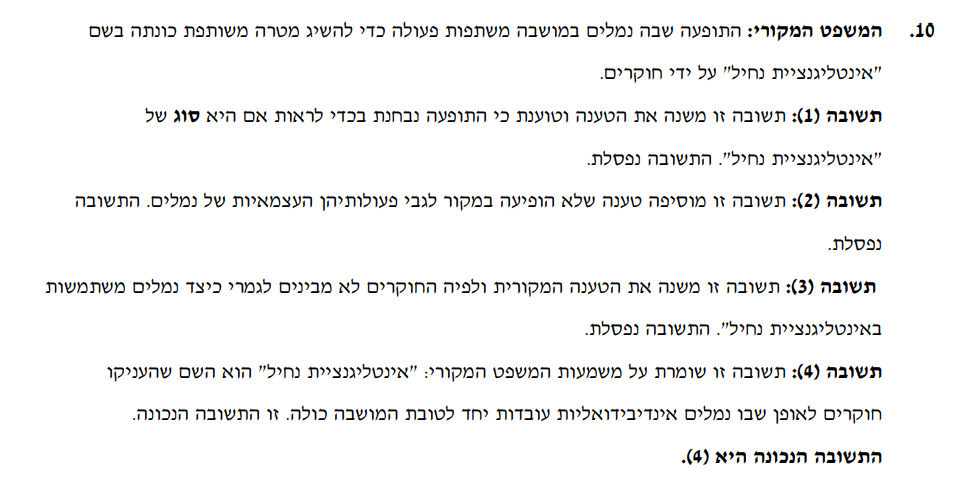 10. המשפט המקורי: התופעה שבה נמלים במושבה משתפות פעולה כדי להשיג מטרה משותפת כונתה בשם
"אינטליגנציית נחיל" על ידי חוקרים.
תשובה (1): תשובה זו משנה את הטענה וטוענת כי התופעה נבחנת בכדי לראות אם היא סוג של
"אינטליגנציית נחיל". התשובה נפסלת.
תשובה (2): תשובה זו מוסיפה טענה שלא הופיעה במקור לגבי פעולותיהן העצמאיות של נמלים. התשובה
נפסלת.
תשובה (3): תשובה זו משנה את הטענה המקורית ולפיה החוקרים לא מבינים לגמרי כיצד נמלים משתמשות
באינטליגנציית נחיל". התשובה נפסלת.
תשובה (4): תשובה זו שומרת על משמעות המשפט המקורי: "אינטליגנציית נחיל" הוא השם שהעניקו
חוקרים לאופן שבו נמלים אינדיבידואליות עובדות יחד לטובת המושבה כולה. זו התשובה הנכונה.
התשובה הנכונה היא (4).